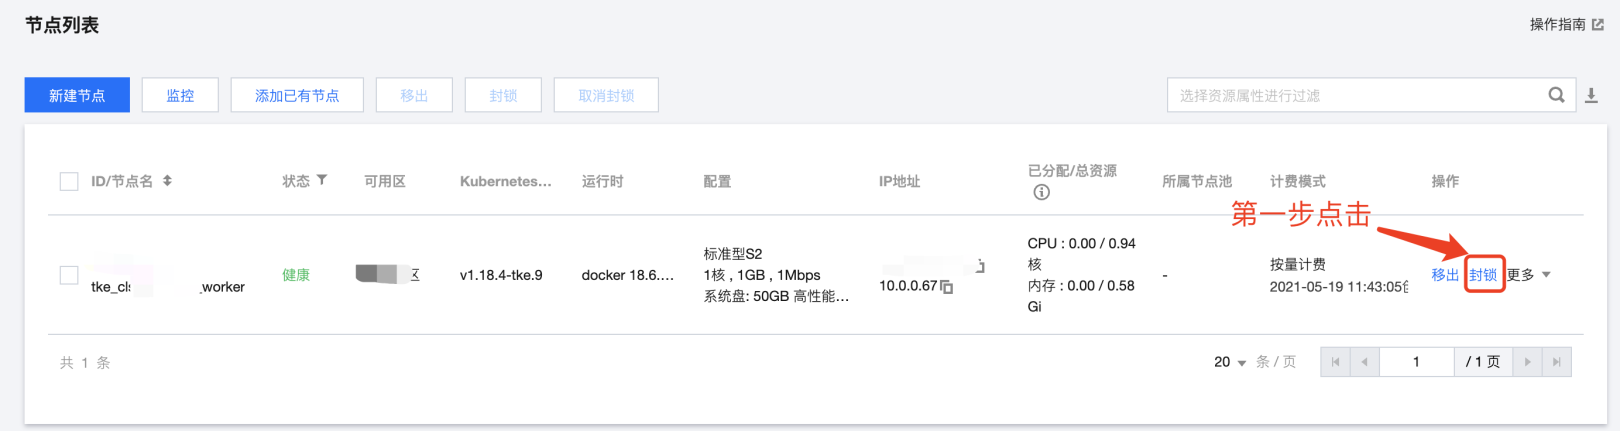 节点列表
操作指南
新建节点 监控 添加已有节点 移出 封锁 取消封锁
选择资源属性进行过滤
ID/节点名 状态 可用区 Kubernetes... 运行时 配置 IP地址 已分配/总资源 所属节点池 计费模式 操作
第一步点击
tke_cls
_worker
健康
区
v1.18.4-tke.9
docker 18.6....
标准型S2
1核 , 1GB , 1Mbps
系统盘: 50GB 高性能...
10.0.0.67
CPU : 0.00 / 0.94
核
内存 : 0.00 / 0.58
Gi
-
按量计费
2021-05-19 11:43:05
移出 封锁 更多
共 1 条
20 条 / 页
1 / 1 页